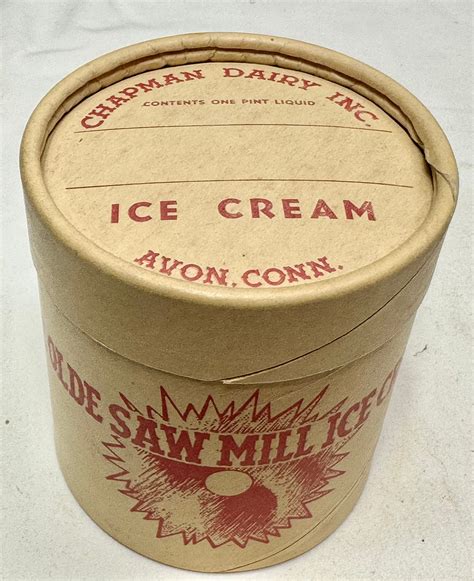 CHAPMAN DAIRY INC.
CONTENTS ONE PINT LIQUID
ICE CREAM
AVON, CONN.
OLDE SAW MILL ICE C